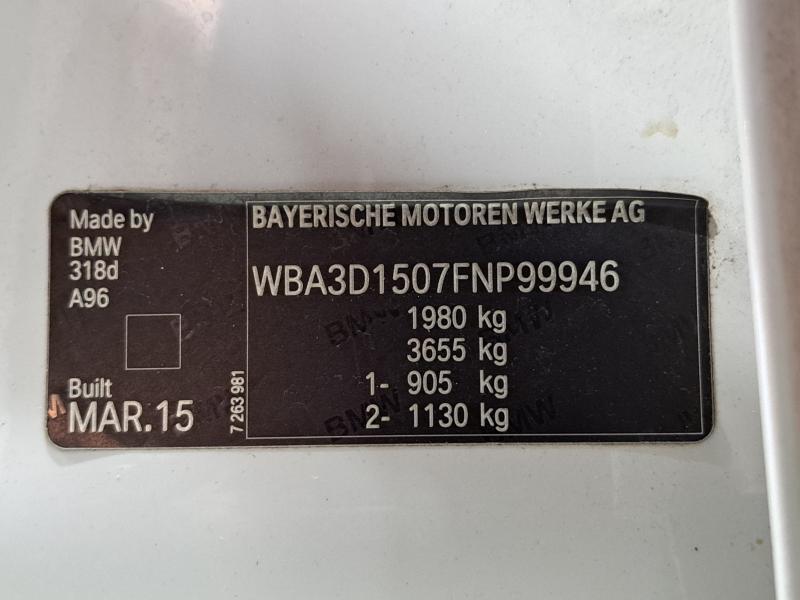 Made by
BMW
318d
A96
Built
MAR.15
7 263 981
BAYERISCHE MOTOREN WERKE AG
WBA3D1507FNP99946
1980 kg
3655 kg
1- 905 kg
2- 1130 kg